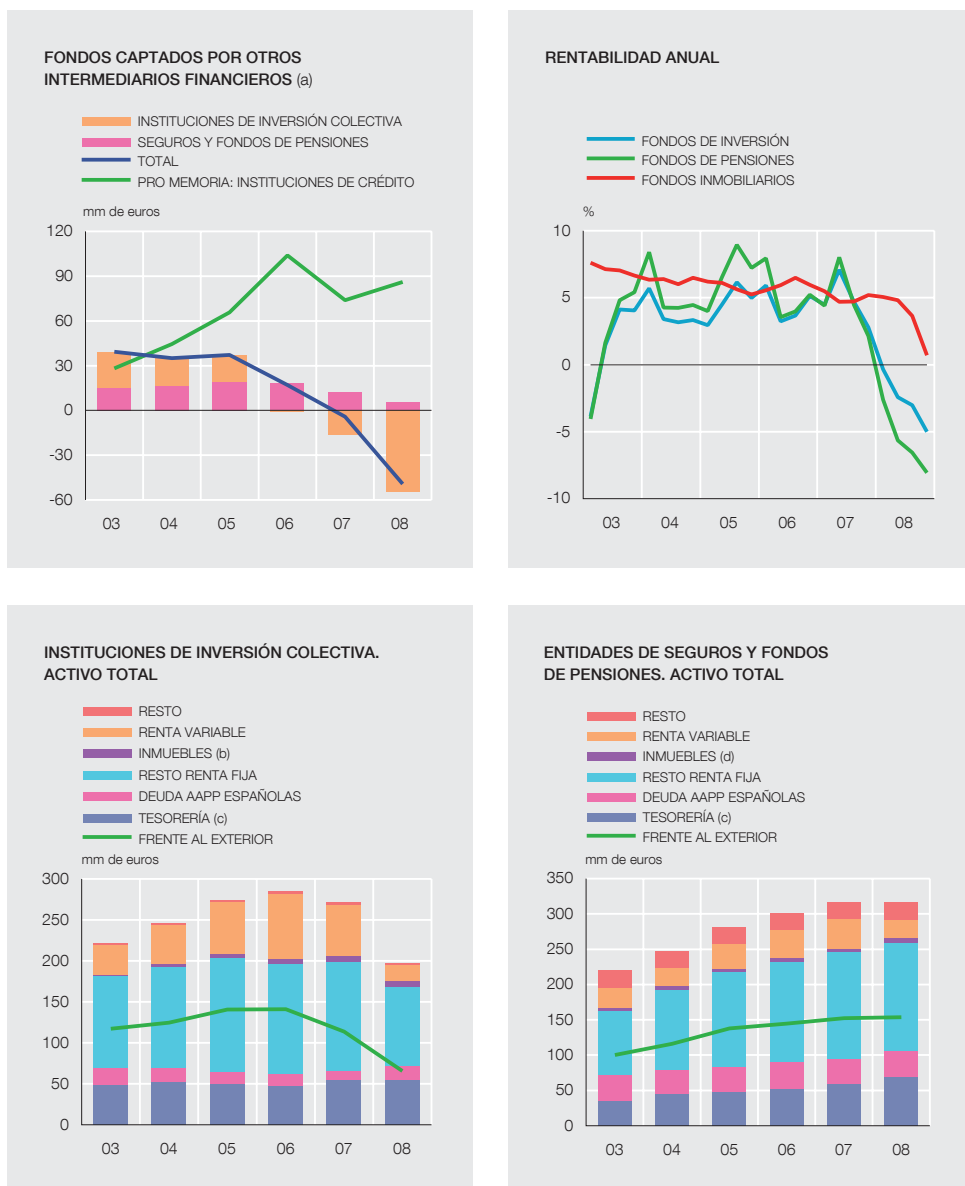 FONDOS CAPTADOS POR OTROS
INTERMEDIARIOS FINANCIEROS (a)
INSTITUCIONES DE INVERSIÓN COLECTIVA
SEGUROS Y FONDOS DE PENSIONES
TOTAL
PRO MEMORIA: INSTITUCIONES DE CRÉDITO
mm de euros
120
90
60
30
0
-30
-60
03 04 05 06 07 08
RENTABILIDAD ANUAL
FONDOS DE INVERSIÓN
FONDOS DE PENSIONES
FONDOS INMOBILIARIOS
%
10
5
0
-5
-10
03 04 05 06 07 08
INSTITUCIONES DE INVERSIÓN COLECTIVA.
ACTIVO TOTAL
RESTO
RENTA VARIABLE
INMUEBLES (b)
RESTO RENTA FIJA
DEUDA AAPP ESPAÑOLAS
TESORERÍA (c)
FRENTE AL EXTERIOR
mm de euros
300
250
200
150
100
50
0
03 04 05 06 07 08
ENTIDADES DE SEGUROS Y FONDOS
DE PENSIONES. ACTIVO TOTAL
RESTO
RENTA VARIABLE
INMUEBLES (d)
RESTO RENTA FIJA
DEUDA AAPP ESPAÑOLAS
TESORERÍA (c)
FRENTE AL EXTERIOR
mm de euros
350
300
250
200
150
100
50
0
03 04 05 06 07 08